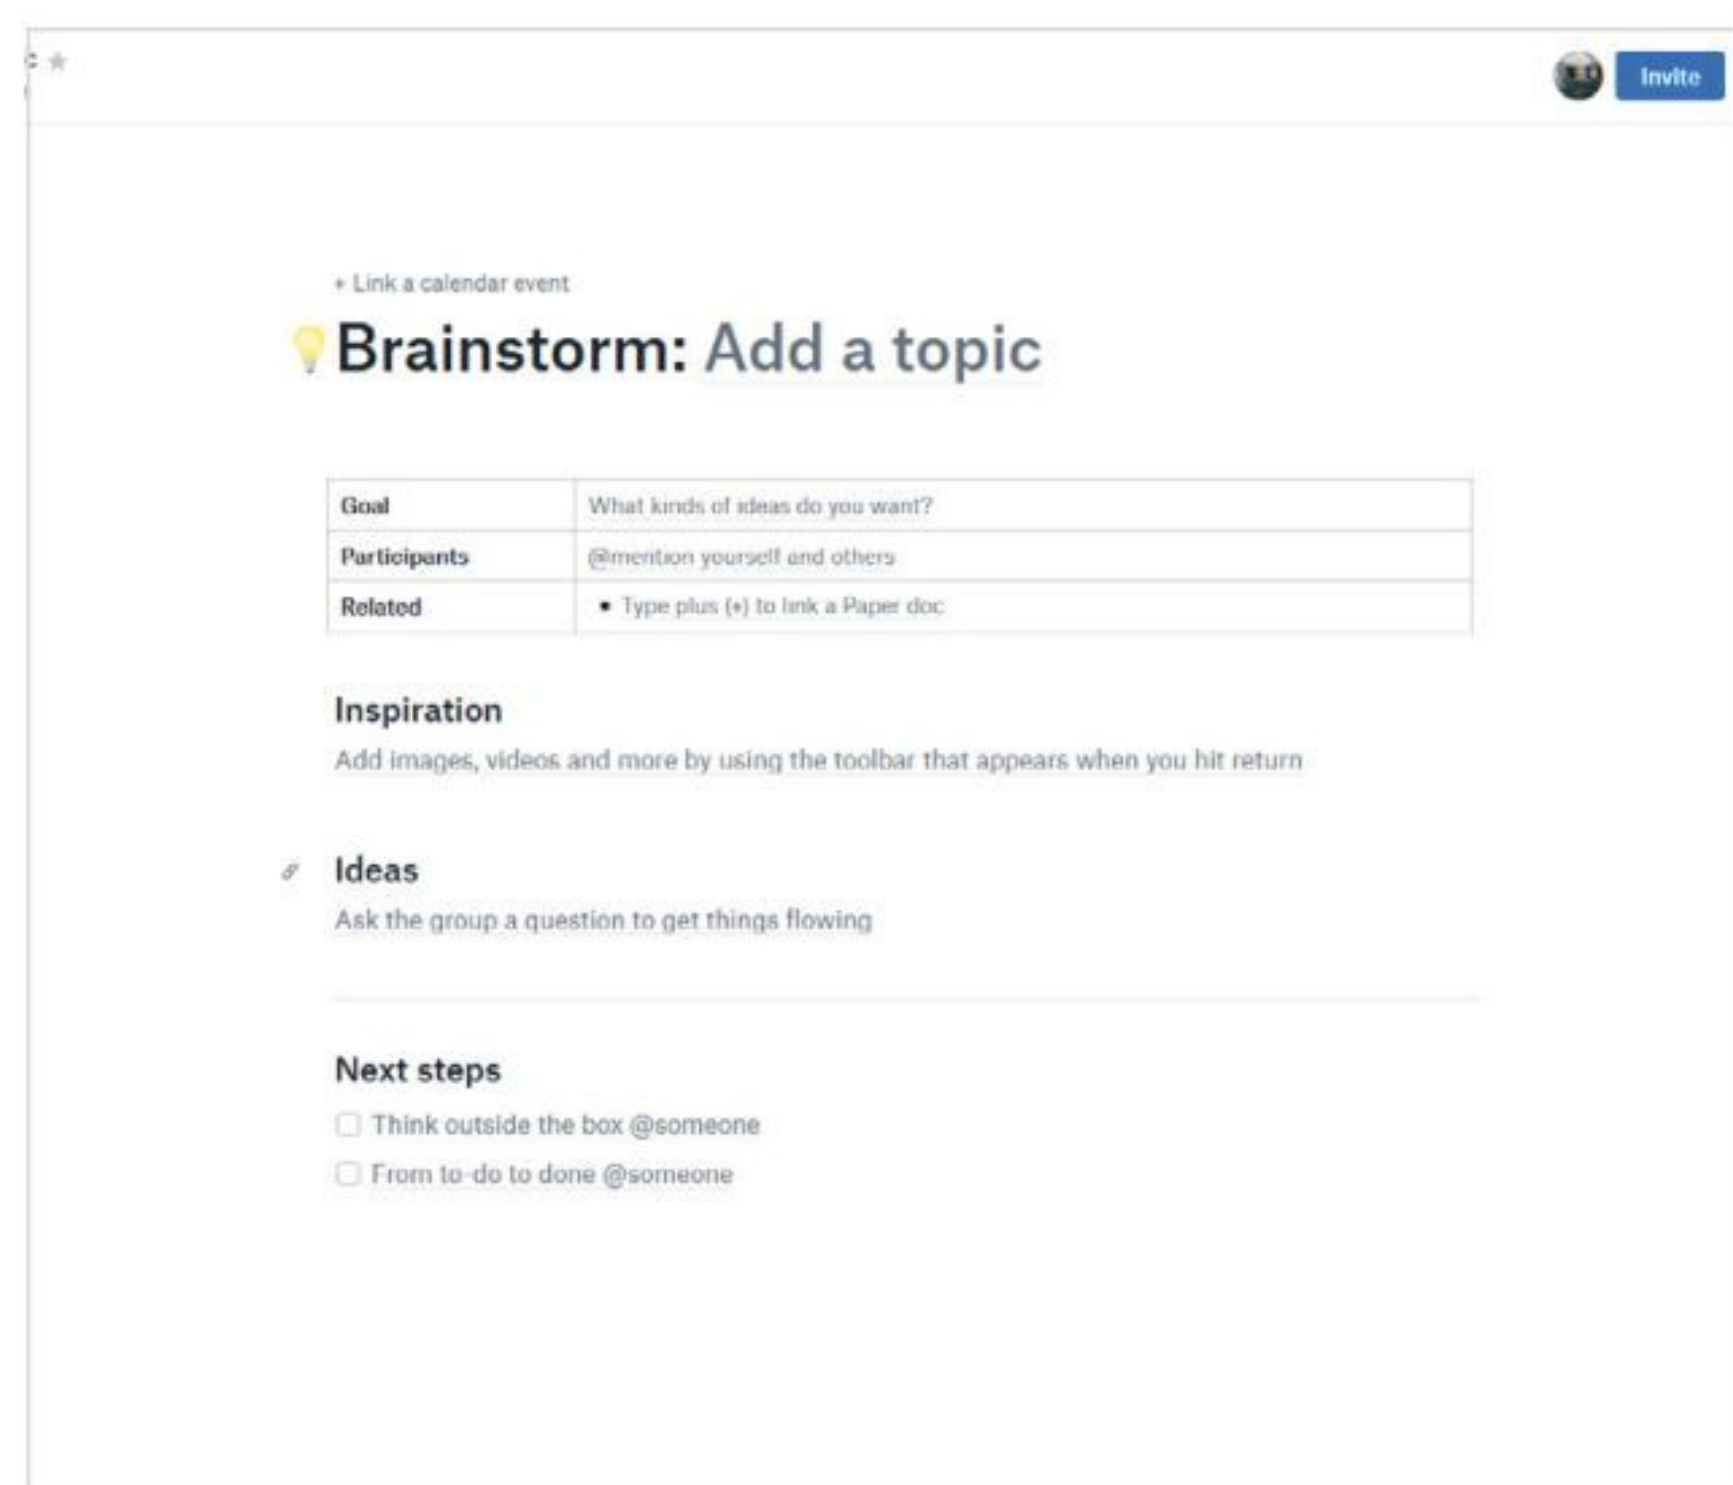 Invite
+ Link a calendar event
Brainstorm: Add a topic
Goal What kinds of ideas do you want?
Participants @mention yourself and others
Related • Type plus (+) to link a Paper doc
Inspiration
Add images, videos and more by using the toolbar that appears when you hit return
Ideas
Ask the group a question to get things flowing
Next steps
Think outside the box @someone
From to-do to done @someone